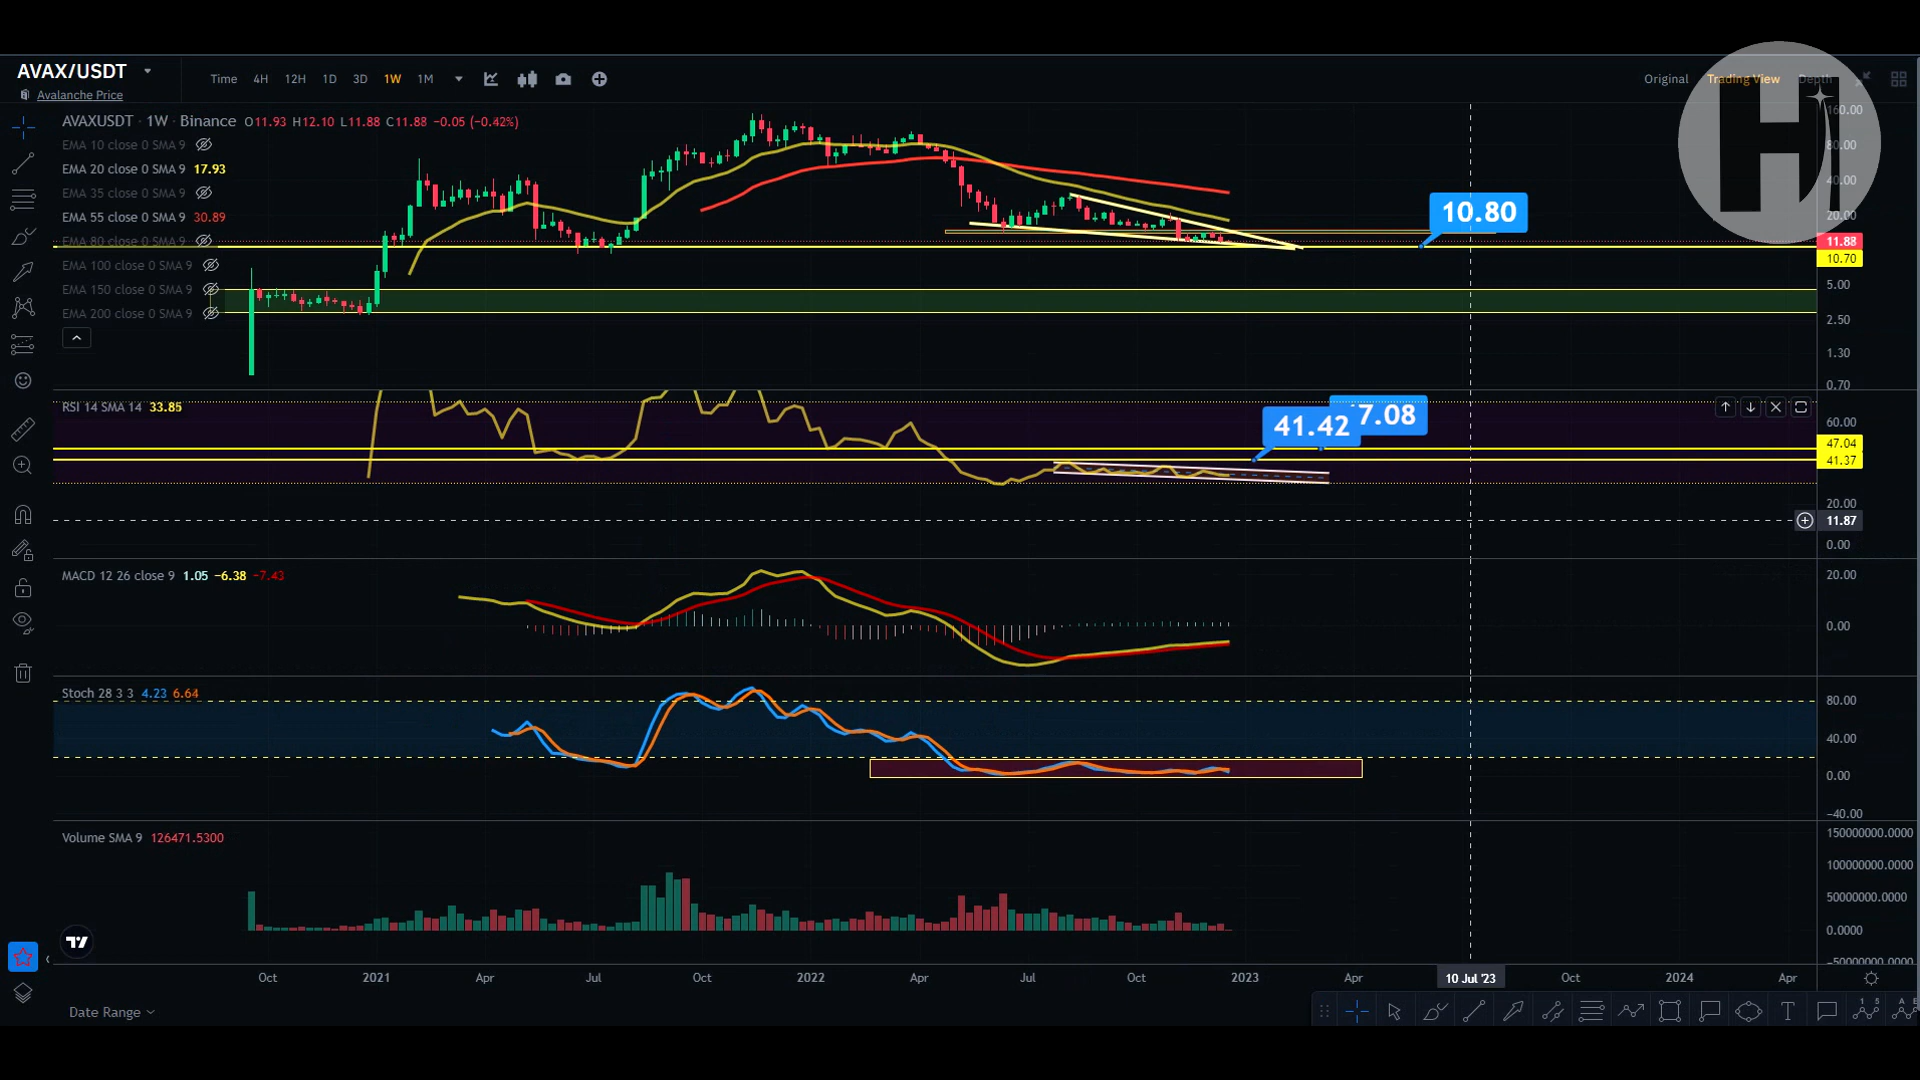 AVAX/USDT
Avalanche Price
Time 4H 12H 1D 3D 1W 1M
Original Trading View Depth
AVAXUSDT · 1W · Binance O11.93 H12.10 L11.88 C11.88 −0.05 (−0.42%)
EMA 10 close 0 SMA 9
EMA 20 close 0 SMA 9 17.93
EMA 35 close 0 SMA 9
EMA 55 close 0 SMA 9 30.89
EMA 80 close 0 SMA 9
EMA 100 close 0 SMA 9
EMA 150 close 0 SMA 9
EMA 200 close 0 SMA 9
10.80
160.00
80.00
40.00
20.00
11.88
10.70
5.00
2.50
1.30
0.70
RSI 14 SMA 14 33.85
41.42
7.08
60.00
47.04
41.37
20.00
11.87
0.00
MACD 12 26 close 9 1.05 −6.38 −7.43
20.00
0.00
Stoch 28 3 3 4.23 6.64
80.00
40.00
0.00
−40.00
Volume SMA 9 126471.5300
150000000.0000
100000000.0000
50000000.0000
0.0000
−50000000.0000
Oct 2021 Apr Jul Oct 2022 Apr Jul Oct 2023 Apr 10 Jul '23 Oct 2024 Apr
Date Range